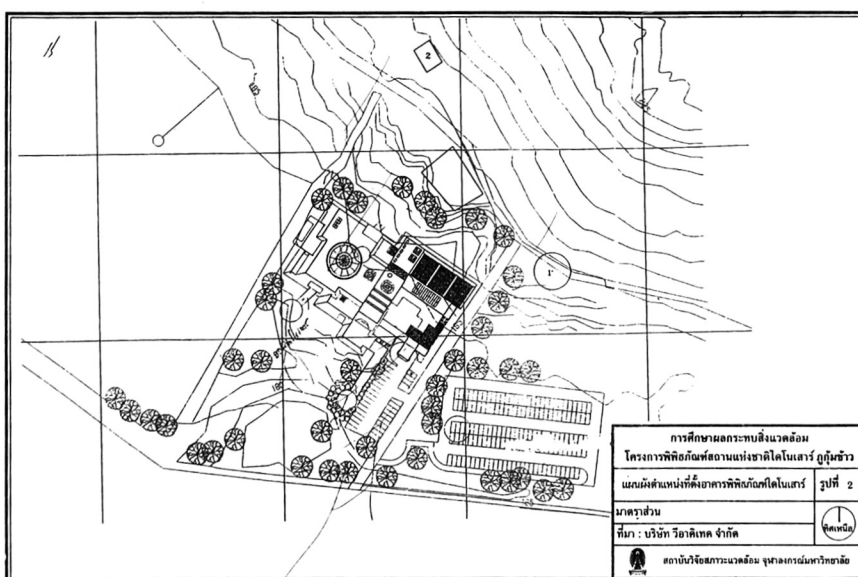 2
1'
180
การศึกษาผลกระทบสิ่งแวดล้อม
โครงการพิพิธภัณฑ์สถานแห่งชาติไดโนเสาร์ ภูกุ้มข้าว
แผนผังตำแหน่งที่ตั้งอาคารพิพิธภัณฑ์ไดโนเสาร์
รูปที่ 2
มาตราส่วน
ทิศเหนือ
ที่มา : บริษัท วีอาคิเทค จำกัด
สถาบันวิจัยสภาวะแวดล้อม จุฬาลงกรณ์มหาวิทยาลัย